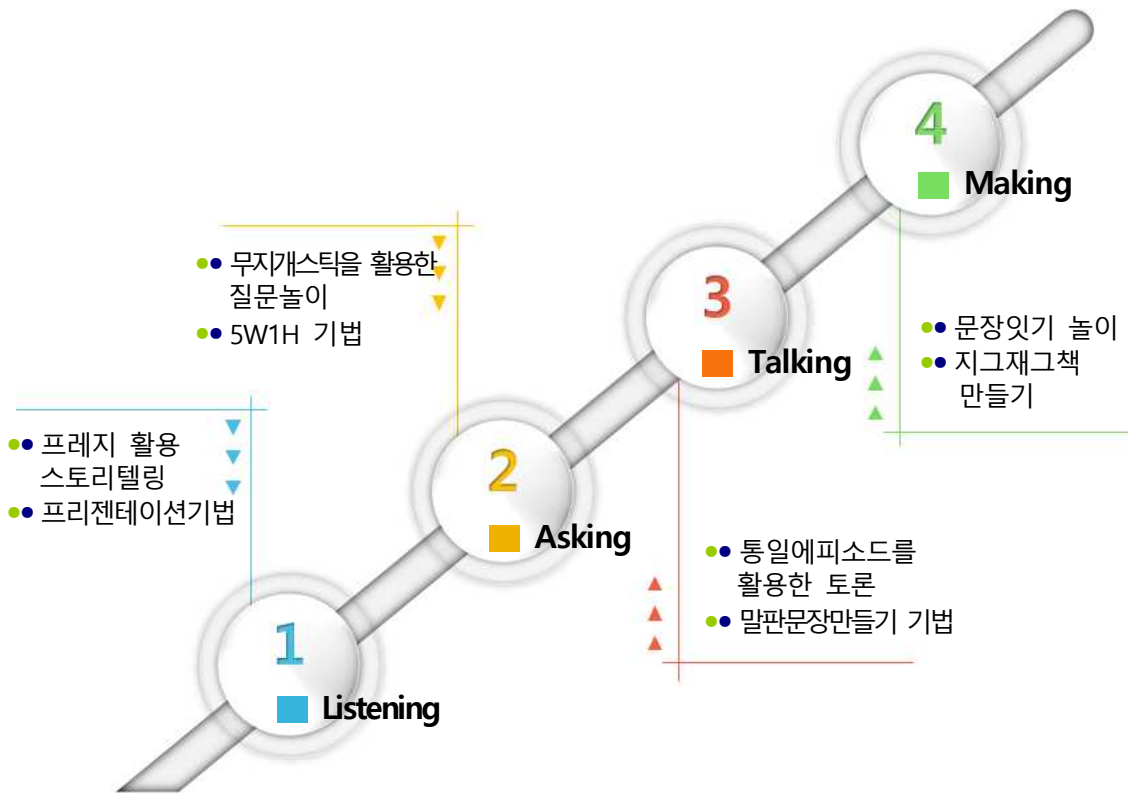 1
Listening
프레지 활용
스토리텔링
프리젠테이션기법
2
Asking
무지개스틱을 활용한
질문놀이
5W1H 기법
3
Talking
통일에피소드를
활용한 토론
말판문장만들기 기법
4
Making
문장잇기 놀이
지그재그책
만들기